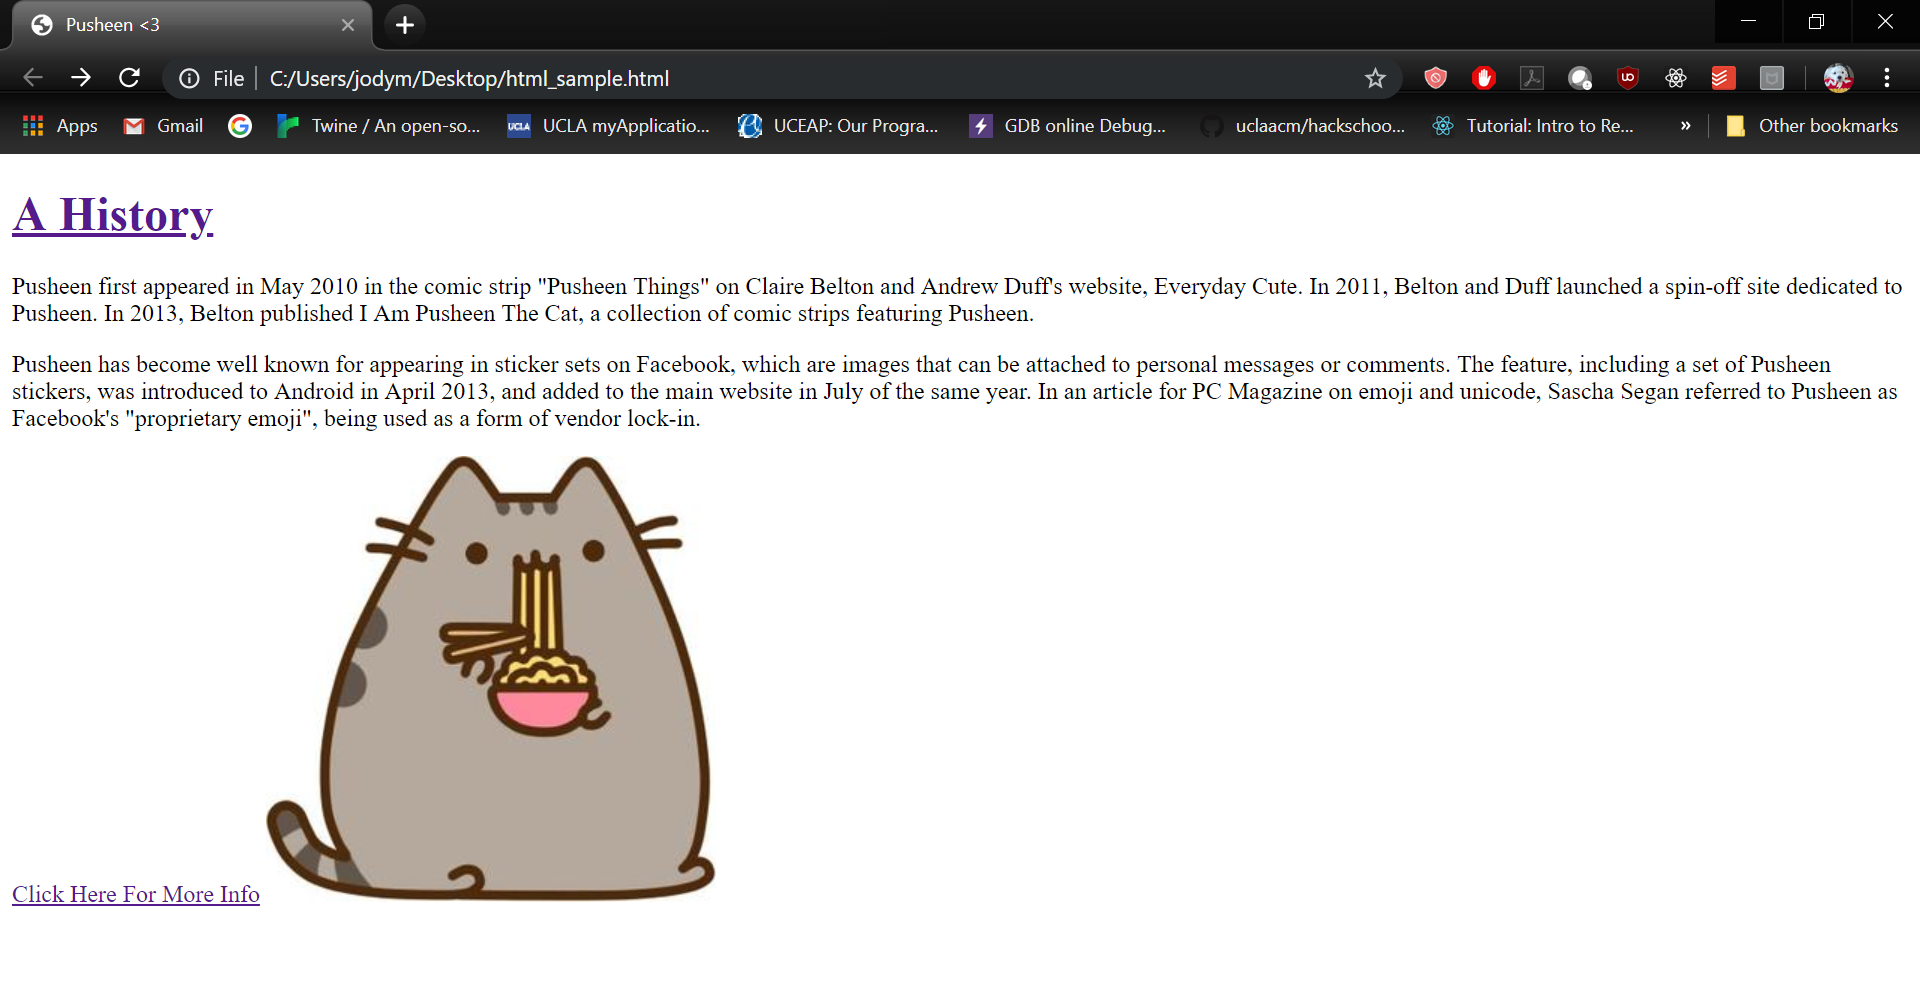 Pusheen <3
File
C:/Users/jodym/Desktop/html_sample.html
Apps
Gmail
Twine / An open-so...
UCLA
UCLA myApplicatio...
UCEAP: Our Progra...
GDB online Debug...
uclaacm/hackschoo...
Tutorial: Intro to Re...
»
Other bookmarks
A History
Pusheen first appeared in May 2010 in the comic strip "Pusheen Things" on Claire Belton and Andrew Duff's website, Everyday Cute. In 2011, Belton and Duff launched a spin-off site dedicated to
Pusheen. In 2013, Belton published I Am Pusheen The Cat, a collection of comic strips featuring Pusheen.
Pusheen has become well known for appearing in sticker sets on Facebook, which are images that can be attached to personal messages or comments. The feature, including a set of Pusheen
stickers, was introduced to Android in April 2013, and added to the main website in July of the same year. In an article for PC Magazine on emoji and unicode, Sascha Segan referred to Pusheen as
Facebook's "proprietary emoji", being used as a form of vendor lock-in.
Click Here For More Info